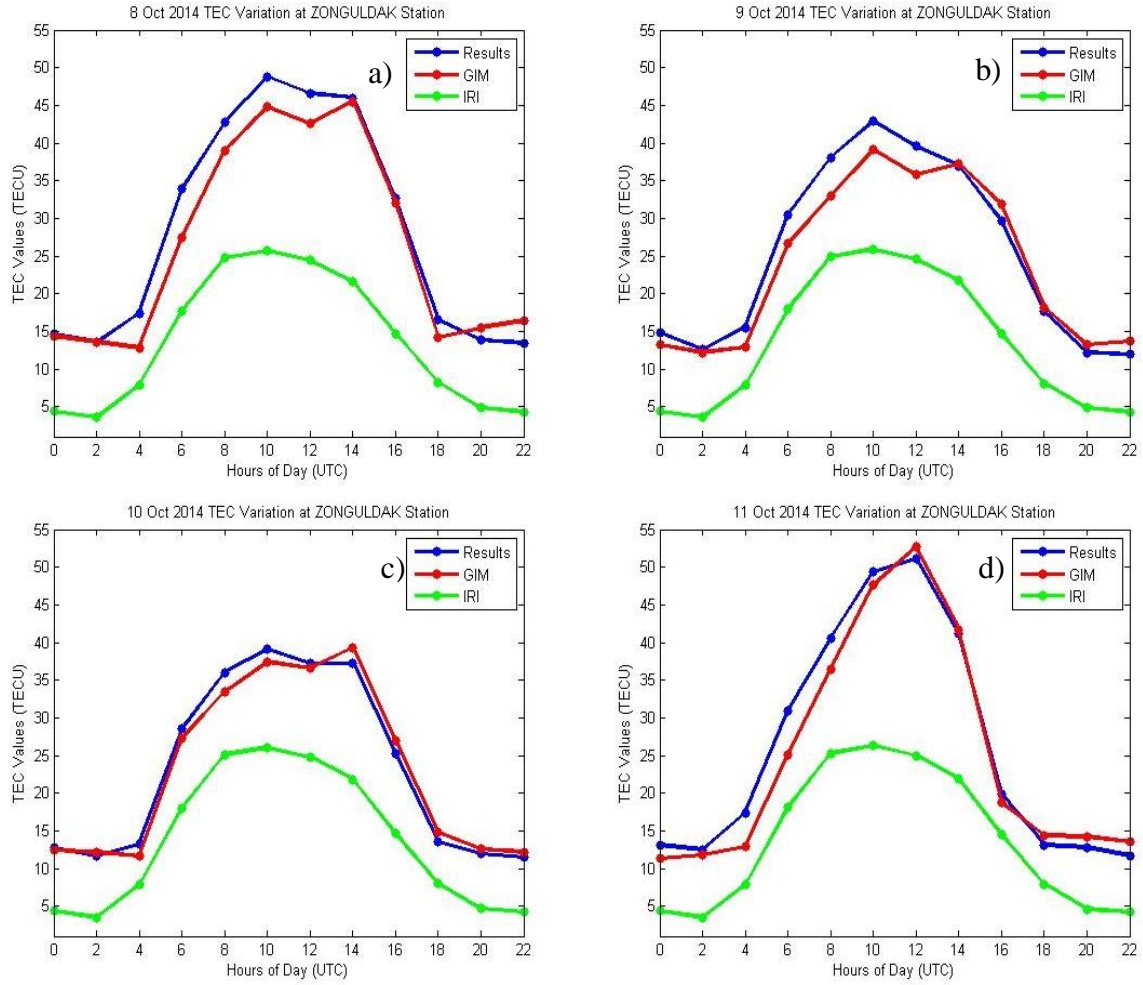 8 Oct 2014 TEC Variation at ZONGULDAK Station
a)
Results
GIM
IRI
TEC Values (TECU)
55
50
45
40
35
30
25
20
15
10
5
0 2 4 6 8 10 12 14 16 18 20 22
Hours of Day (UTC)
9 Oct 2014 TEC Variation at ZONGULDAK Station
b)
Results
GIM
IRI
TEC Values (TECU)
55
50
45
40
35
30
25
20
15
10
5
0 2 4 6 8 10 12 14 16 18 20 22
Hours of Day (UTC)
10 Oct 2014 TEC Variation at ZONGULDAK Station
c)
Results
GIM
IRI
TEC Values (TECU)
55
50
45
40
35
30
25
20
15
10
5
0 2 4 6 8 10 12 14 16 18 20 22
Hours of Day (UTC)
11 Oct 2014 TEC Variation at ZONGULDAK Station
d)
Results
GIM
IRI
TEC Values (TECU)
55
50
45
40
35
30
25
20
15
10
5
0 2 4 6 8 10 12 14 16 18 20 22
Hours of Day (UTC)